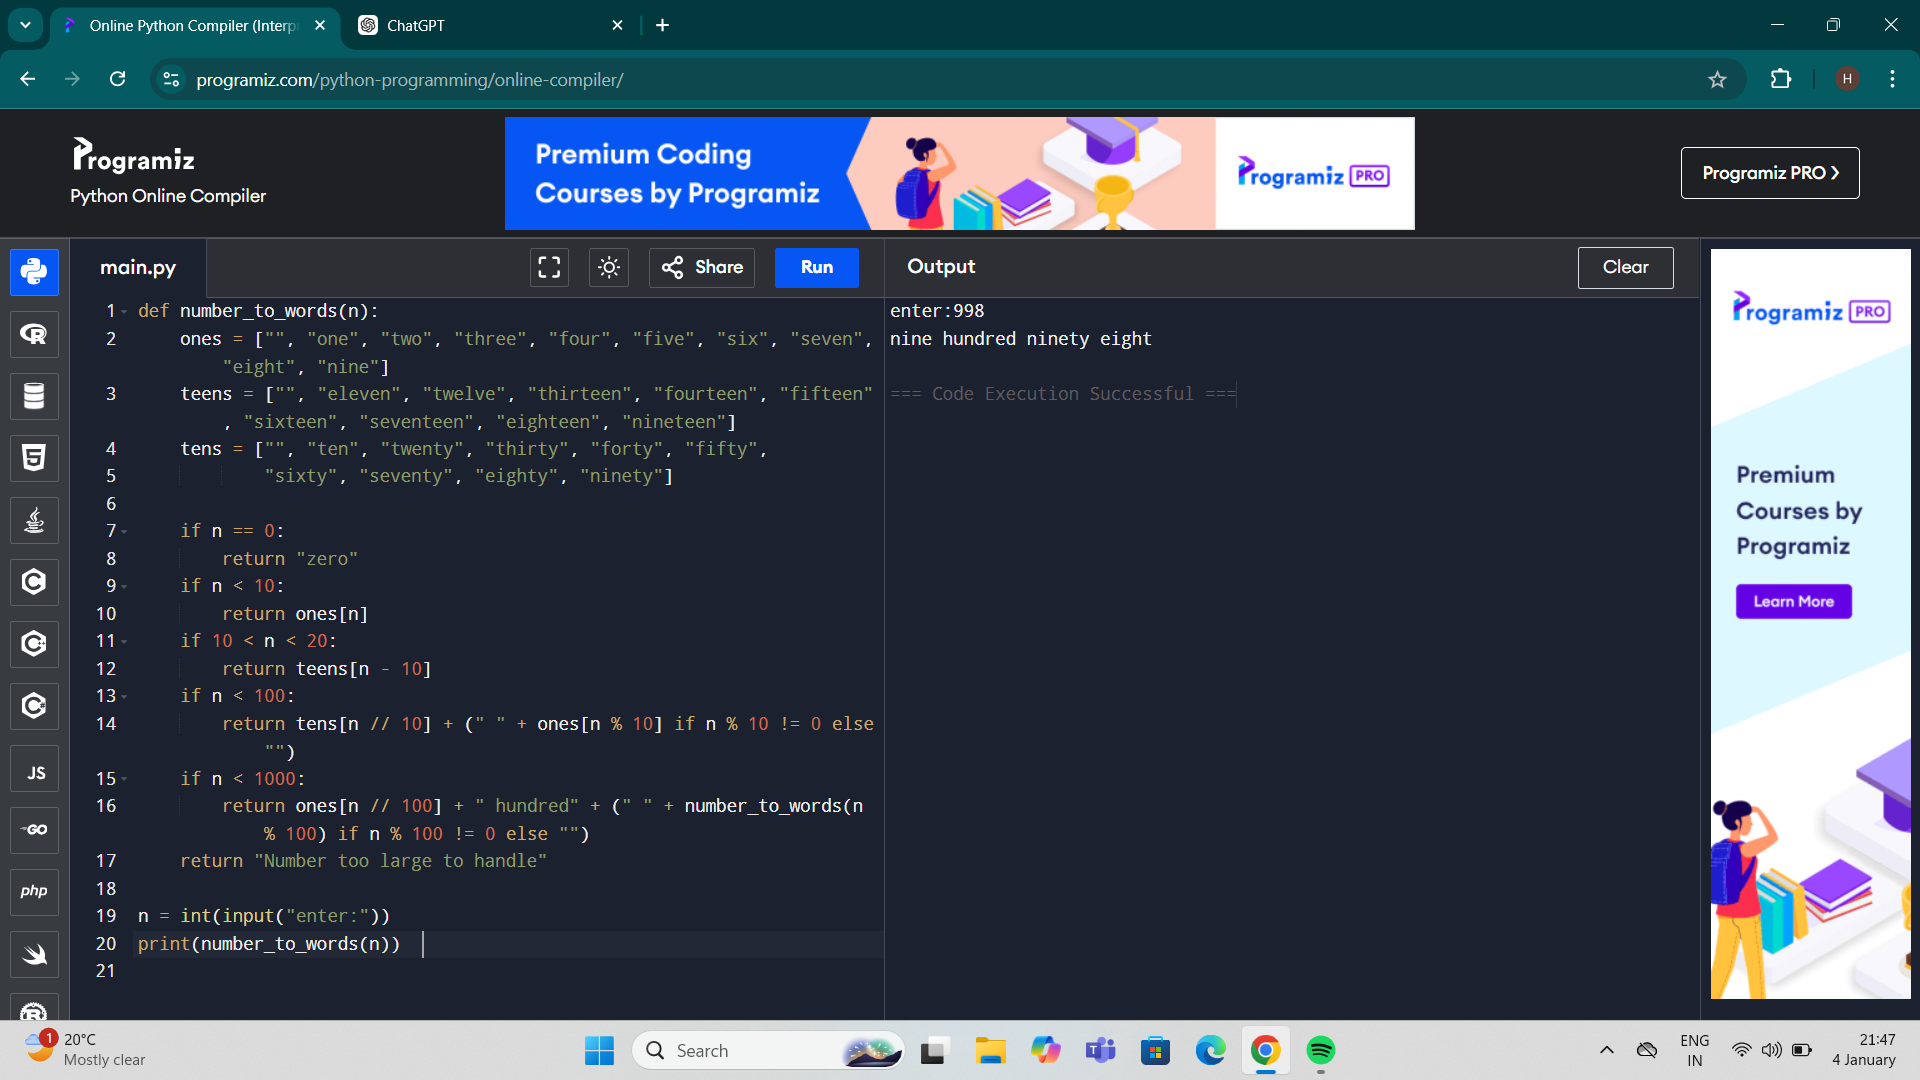 Online Python Compiler (Interp
ChatGPT
programiz.com/python-programming/online-compiler/
H
Programiz
Python Online Compiler
Premium Coding
Courses by Programiz
Programiz PRO
Programiz PRO ❯
main.py
Share
Run
Output
Clear
1 def number_to_words(n):
2 ones = ["", "one", "two", "three", "four", "five", "six", "seven",
"eight", "nine"]
3 teens = ["", "eleven", "twelve", "thirteen", "fourteen", "fifteen"
, "sixteen", "seventeen", "eighteen", "nineteen"]
4 tens = ["", "ten", "twenty", "thirty", "forty", "fifty",
5 "sixty", "seventy", "eighty", "ninety"]
6
7 if n == 0:
8 return "zero"
9 if n < 10:
10 return ones[n]
11 if 10 < n < 20:
12 return teens[n - 10]
13 if n < 100:
14 return tens[n // 10] + (" " + ones[n % 10] if n % 10 != 0 else
"")
15 if n < 1000:
16 return ones[n // 100] + " hundred" + (" " + number_to_words(n
% 100) if n % 100 != 0 else "")
17 return "Number too large to handle"
18
19 n = int(input("enter:"))
20 print(number_to_words(n))
21
enter:998
nine hundred ninety eight
=== Code Execution Successful ===
Programiz PRO
Premium
Courses by
Programiz
Learn More
JS
GO
php
1
20°C
Mostly clear
Search
ENG
IN
21:47
4 January